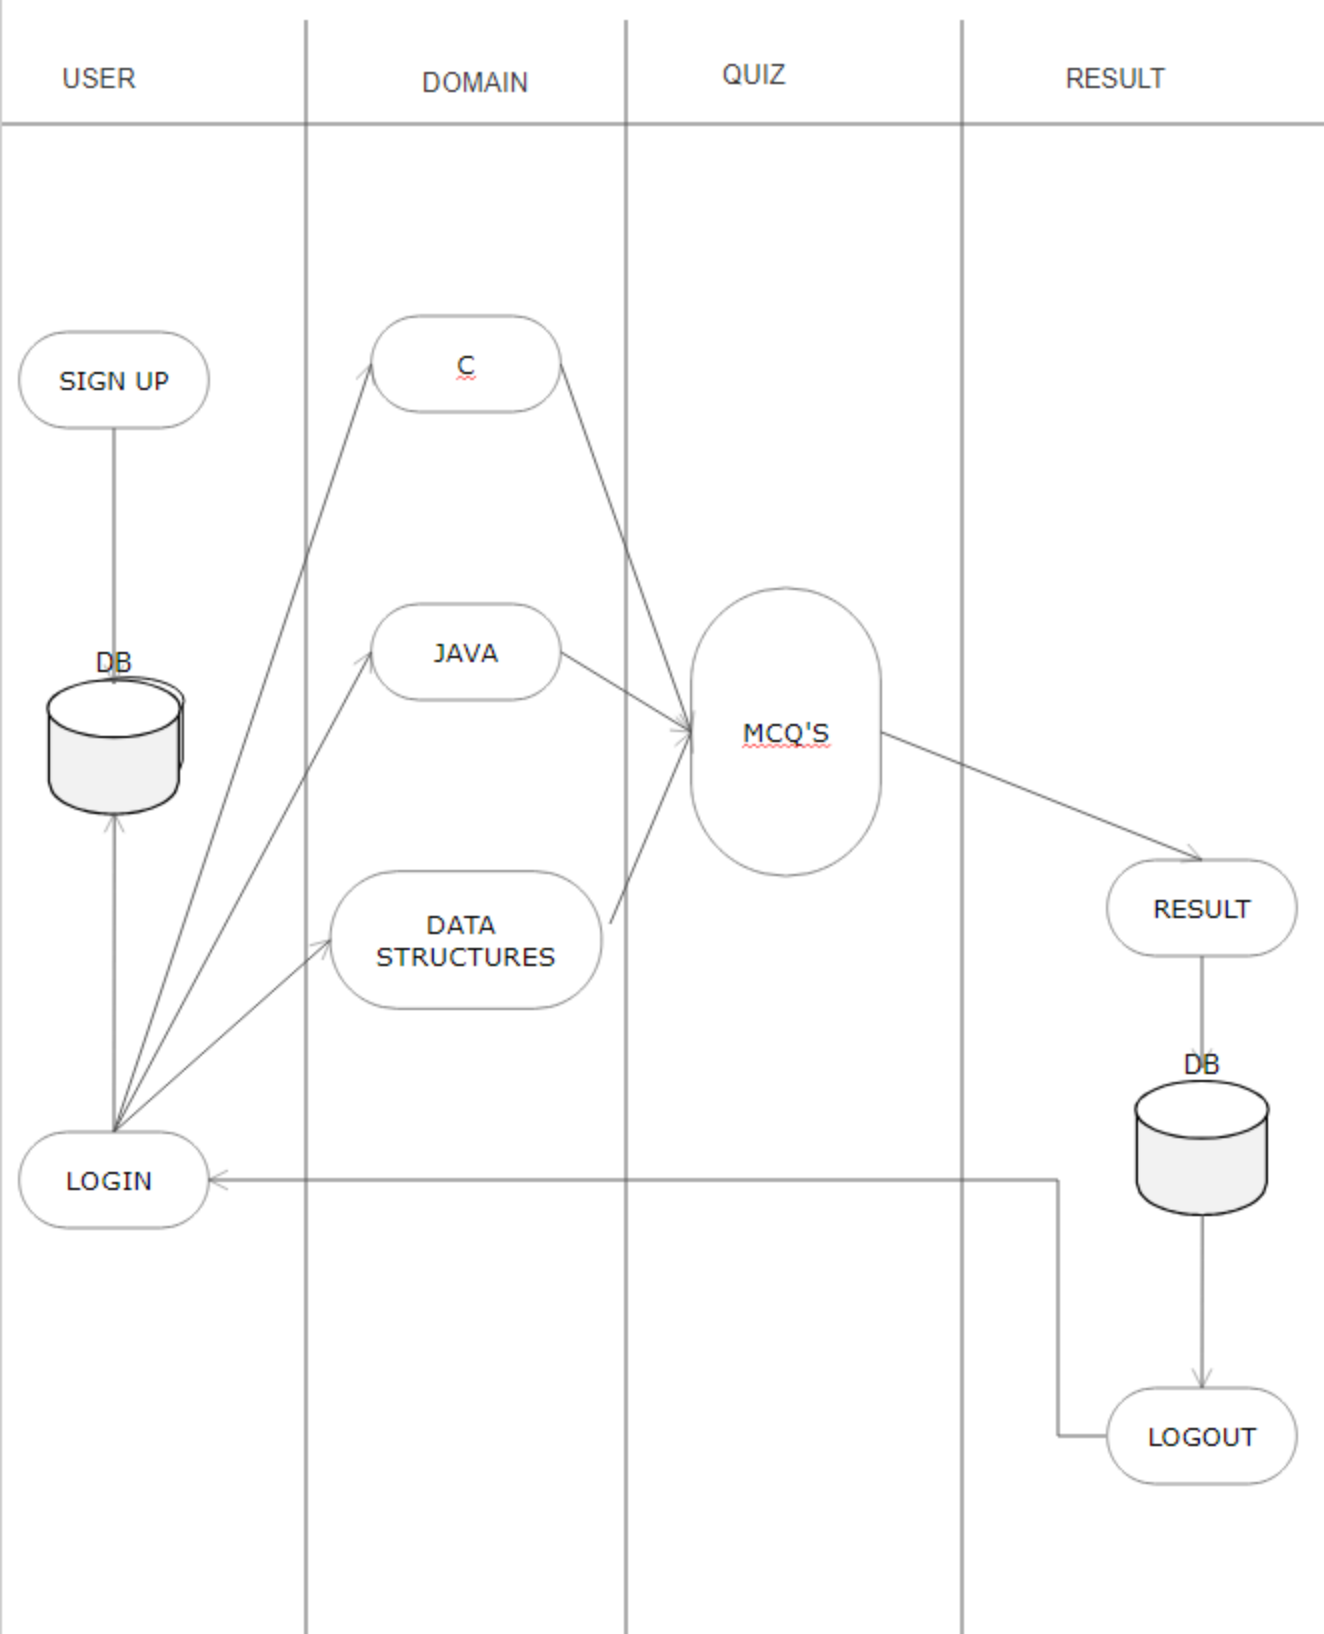 USER
DOMAIN
QUIZ
RESULT
SIGN UP
C
DB
JAVA
MCQ'S
DATA
STRUCTURES
RESULT
DB
LOGIN
LOGOUT